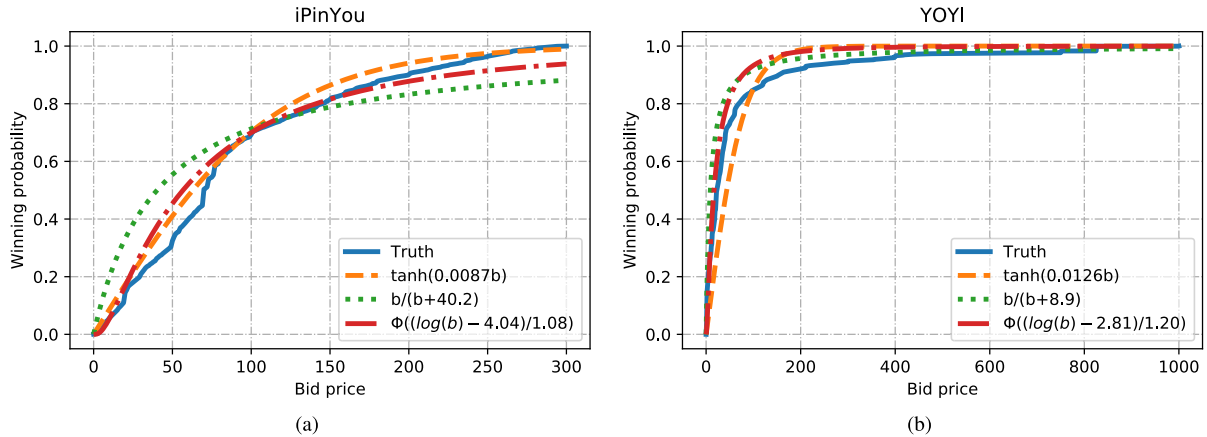 iPinYou
1.0
0.8
0.6
0.4
0.2
0.0
Winning probability
Truth
tanh(0.0087b)
b/(b+40.2)
Φ((log(b) − 4.04)/1.08)
0 50 100 150 200 250 300
Bid price
(a)
YOYI
1.0
0.8
0.6
0.4
0.2
0.0
Winning probability
Truth
tanh(0.0126b)
b/(b+8.9)
Φ((log(b) − 2.81)/1.20)
0 200 400 600 800 1000
Bid price
(b)